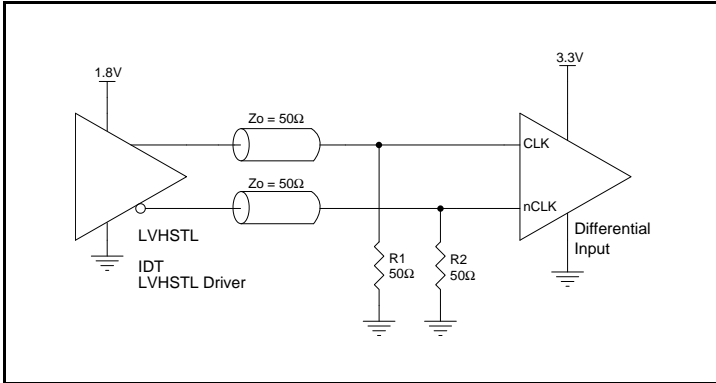 1.8V
3.3V
Zo = 50Ω
CLK
Zo = 50Ω
nCLK
Differential
Input
LVHSTL
IDT
LVHSTL Driver
R1
50Ω
R2
50Ω